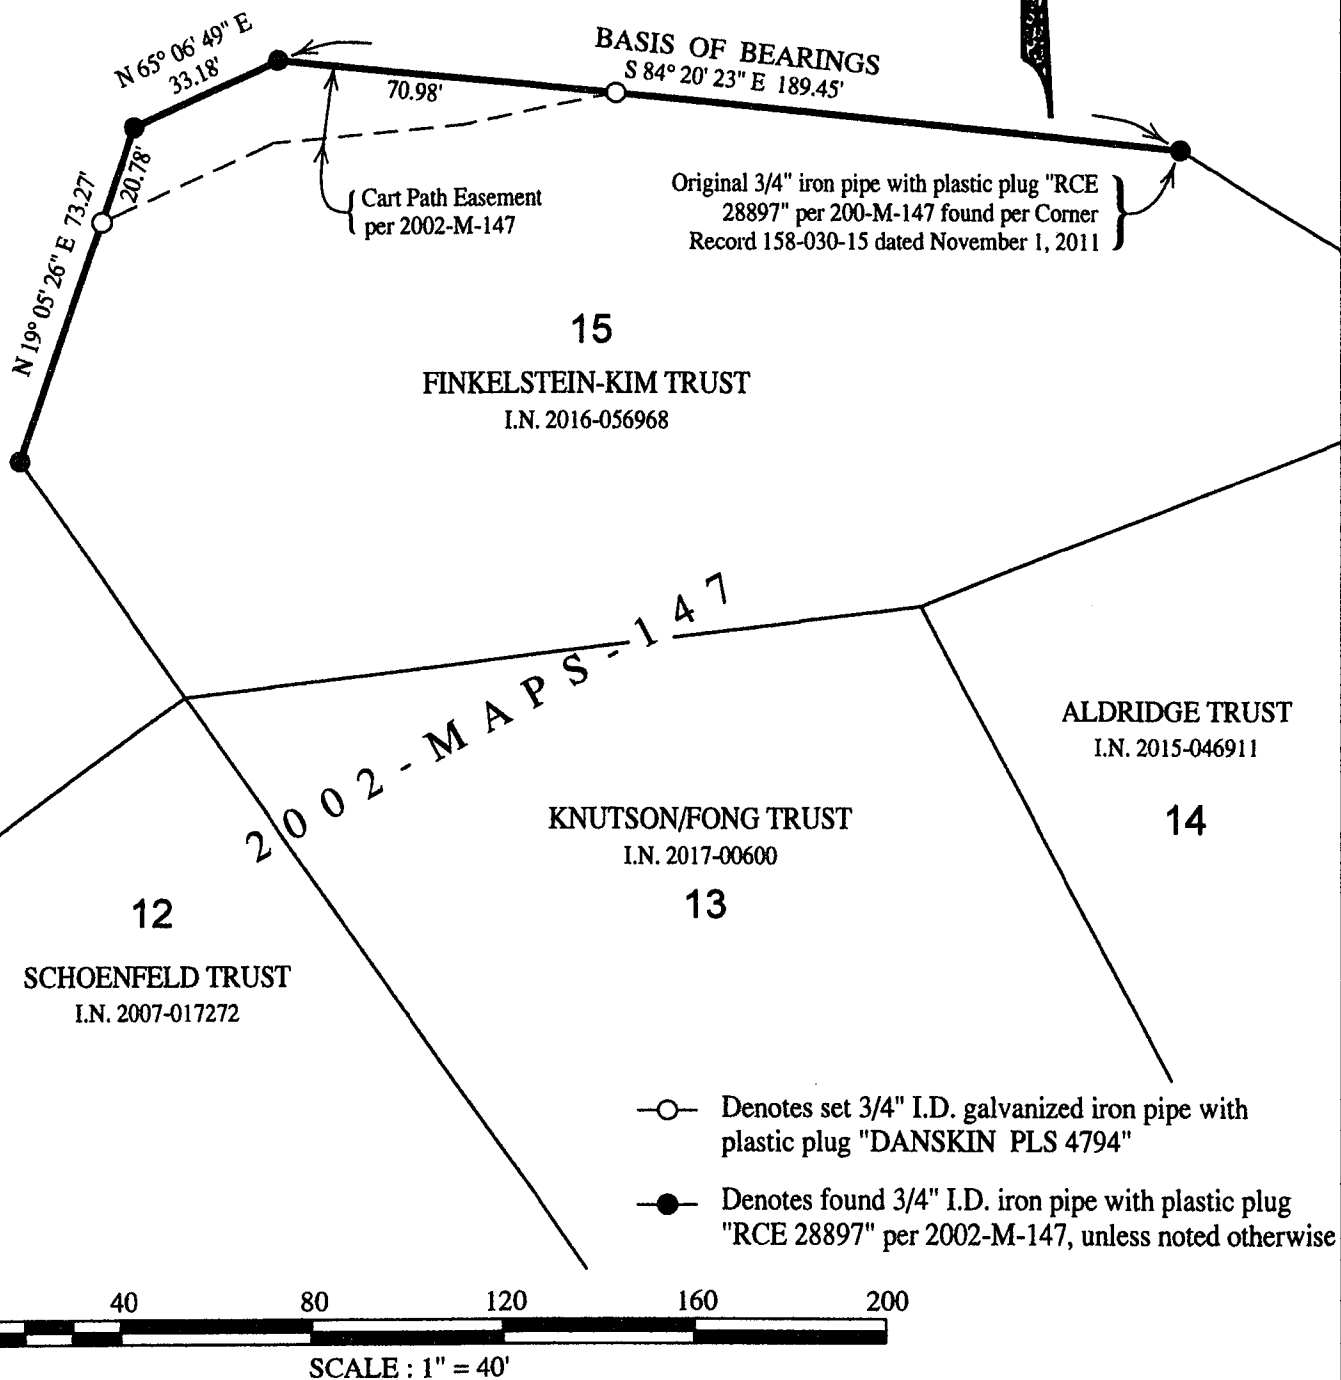 N 65° 06' 49" E
33.18'
BASIS OF BEARINGS
S 84° 20' 23" E 189.45'
70.98'
20.78'
N 19° 05' 26" E 73.27'
Cart Path Easement
per 2002-M-147
Original 3/4" iron pipe with plastic plug "RCE
28897" per 200-M-147 found per Corner
Record 158-030-15 dated November 1, 2011
15
FINKELSTEIN-KIM TRUST
I.N. 2016-056968
2002-MAPS-147
ALDRIDGE TRUST
I.N. 2015-046911
14
KNUTSON/FONG TRUST
I.N. 2017-00600
13
12
SCHOENFELD TRUST
I.N. 2007-017272
Denotes set 3/4" I.D. galvanized iron pipe with
plastic plug "DANSKIN PLS 4794"
Denotes found 3/4" I.D. iron pipe with plastic plug
"RCE 28897" per 2002-M-147, unless noted otherwise
40 80 120 160 200
SCALE : 1" = 40'